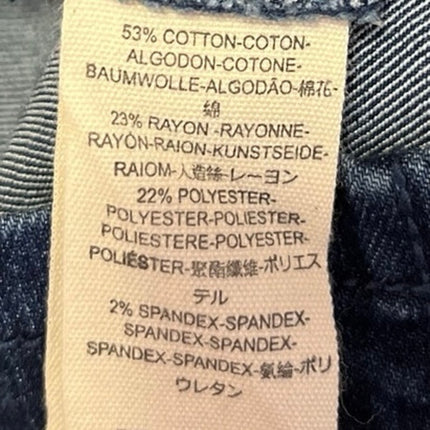 53% COTTON-COTON-
ALGODON-COTONE-
BAUMWOLLE-ALGODÃO-棉花-
綿
23% RAYON -RAYONNE-
RAYÓN-RAION-KUNSTSEIDE-
RAIOM-人造絲-レーヨン
22% POLYESTER-
POLYESTER-POLIESTER-
POLIESTERE-POLYESTER-
POLIÉSTER-聚酯纖維-ポリエス
テル
2% SPANDEX-SPANDEX-
SPANDEX-SPANDEX-
SPANDEX-SPANDEX-氨綸-ポリ
ウレタン